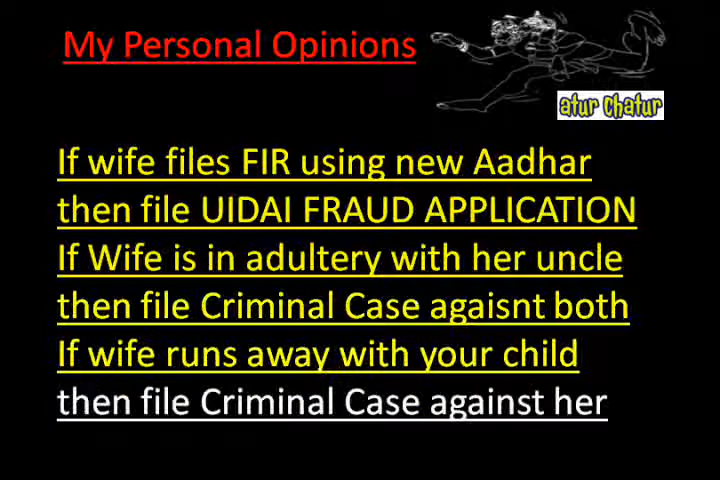 My Personal Opinions
atur chatur
If wife files FIR using new Aadhar
then file UIDAI FRAUD APPLICATION
If Wife is in adultery with her uncle
then file Criminal Case agaisnt both
If wife runs away with your child
then file Criminal Case against her